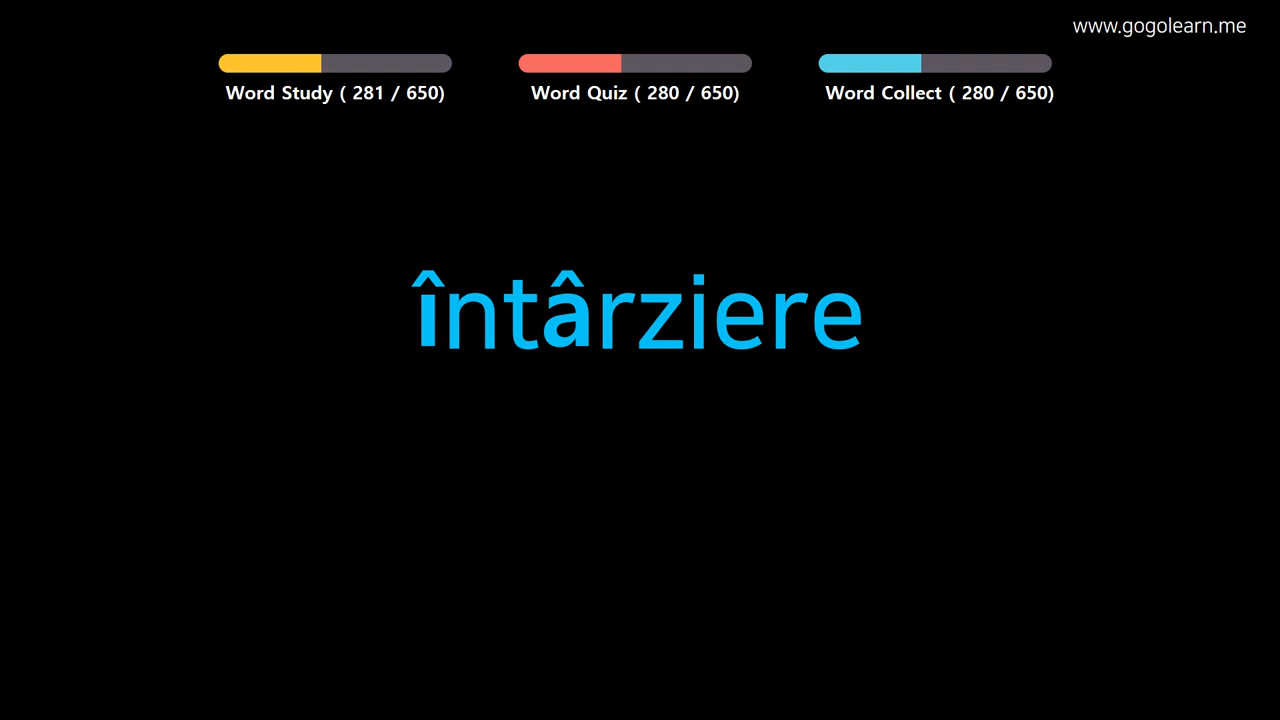 www.gogolearn.me
Word Study ( 281 / 650)
Word Quiz ( 280 / 650)
Word Collect ( 280 / 650)
întârziere